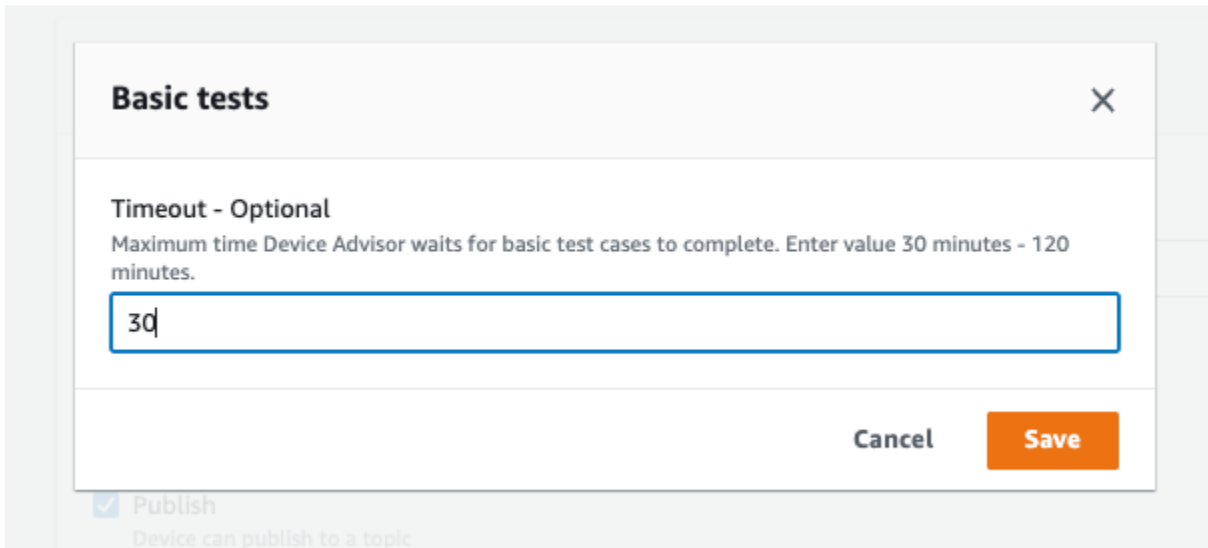 Basic tests
Timeout - Optional
Maximum time Device Advisor waits for basic test cases to complete. Enter value 30 minutes - 120
minutes.
30
Cancel
Save
Publish
Device can publish to a topic